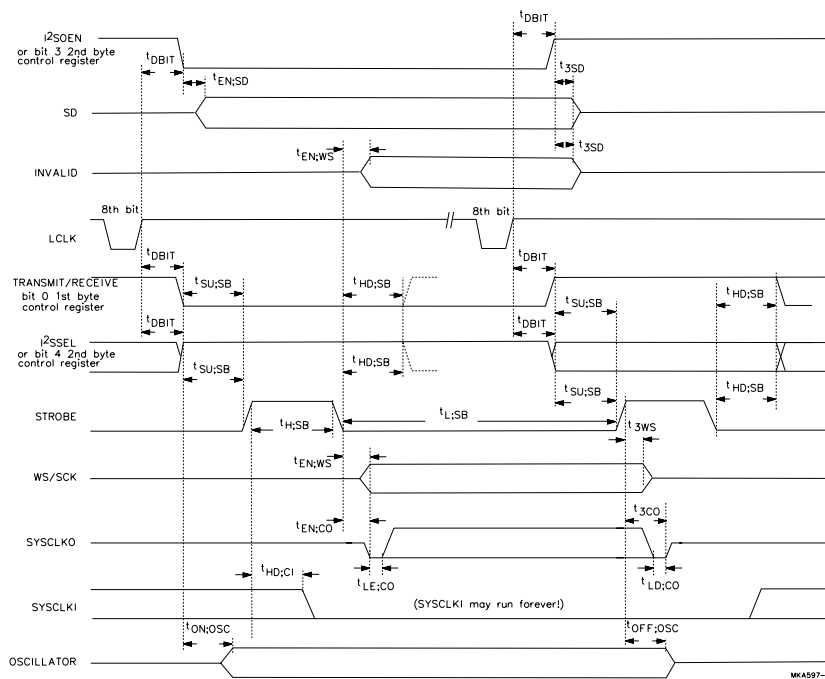 tDBIT
I2SOEN
or bit 3 2nd byte
control register
tDBIT
tEN;SD
t3SD
SD
tEN;WS
t3SD
INVALID
8th bit
8th bit
LCLK
tDBIT
tDBIT
TRANSMIT/RECEIVE
bit 0 1st byte
control register
tSU;SB
tHD;SB
tSU;SB
tHD;SB
tDBIT
tDBIT
I2SSEL
or bit 4 2nd byte
control register
tSU;SB
tHD;SB
tSU;SB
tHD;SB
STROBE
tH;SB
tL;SB
t3WS
tEN;WS
WS/SCK
tEN;CO
t3CO
SYSCLKO
tHD;CI
tLE;CO
tLD;CO
SYSCLKI
(SYSCLKI may run forever!)
tON;OSC
tOFF;OSC
OSCILLATOR
MKA597-